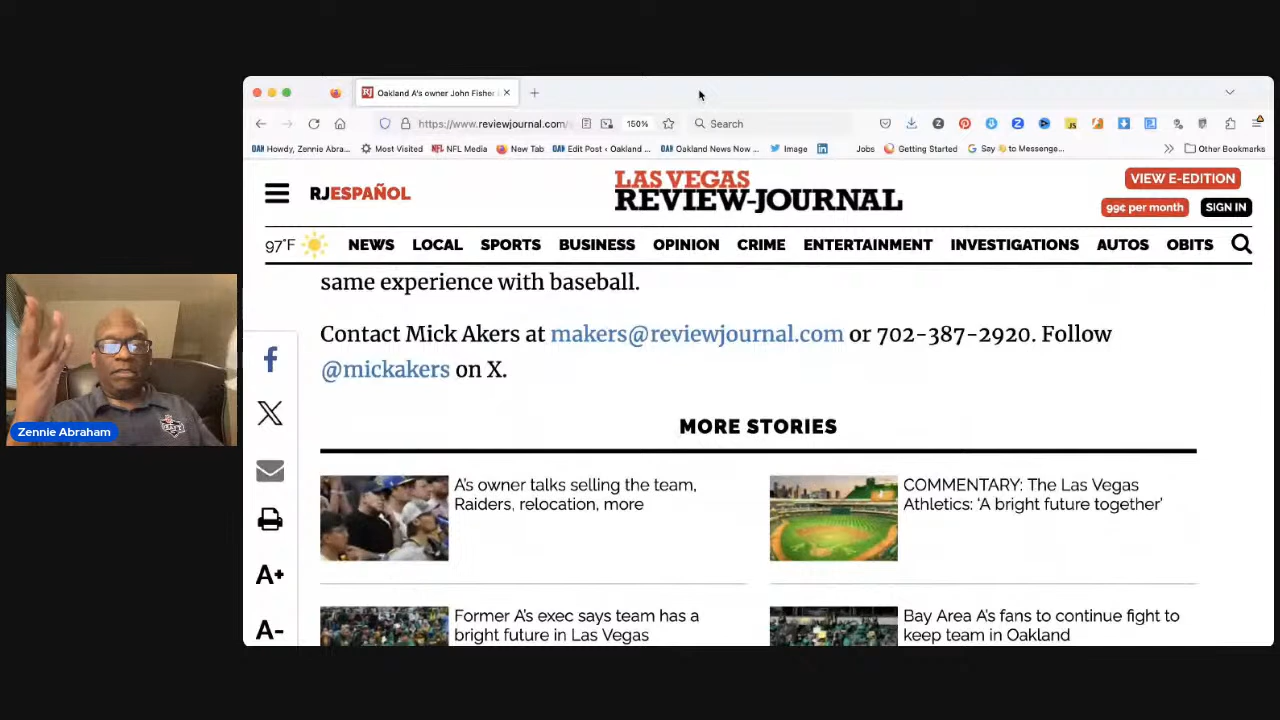 Oakland A's owner John Fisher
https://www.reviewjournal.com/
150%
Search
Howdy, Zennie Abra...
Most Visited
NFL Media
New Tab
Edit Post ‹ Oakland ...
Oakland News Now ...
Image
Jobs
Getting Started
Say 👋 to Messenge...
Other Bookmarks
RJESPAÑOL
LAS VEGAS
REVIEW-JOURNAL
VIEW E-EDITION
99¢ per month
SIGN IN
97°F
NEWS LOCAL SPORTS BUSINESS OPINION CRIME ENTERTAINMENT INVESTIGATIONS AUTOS OBITS
same experience with baseball.
Contact Mick Akers at makers@reviewjournal.com or 702-387-2920. Follow
@mickakers on X.
MORE STORIES
A's owner talks selling the team,
Raiders, relocation, more
COMMENTARY: The Las Vegas
Athletics: 'A bright future together'
Former A's exec says team has a
bright future in Las Vegas
Bay Area A's fans to continue fight to
keep team in Oakland
A+
A-
Zennie Abraham